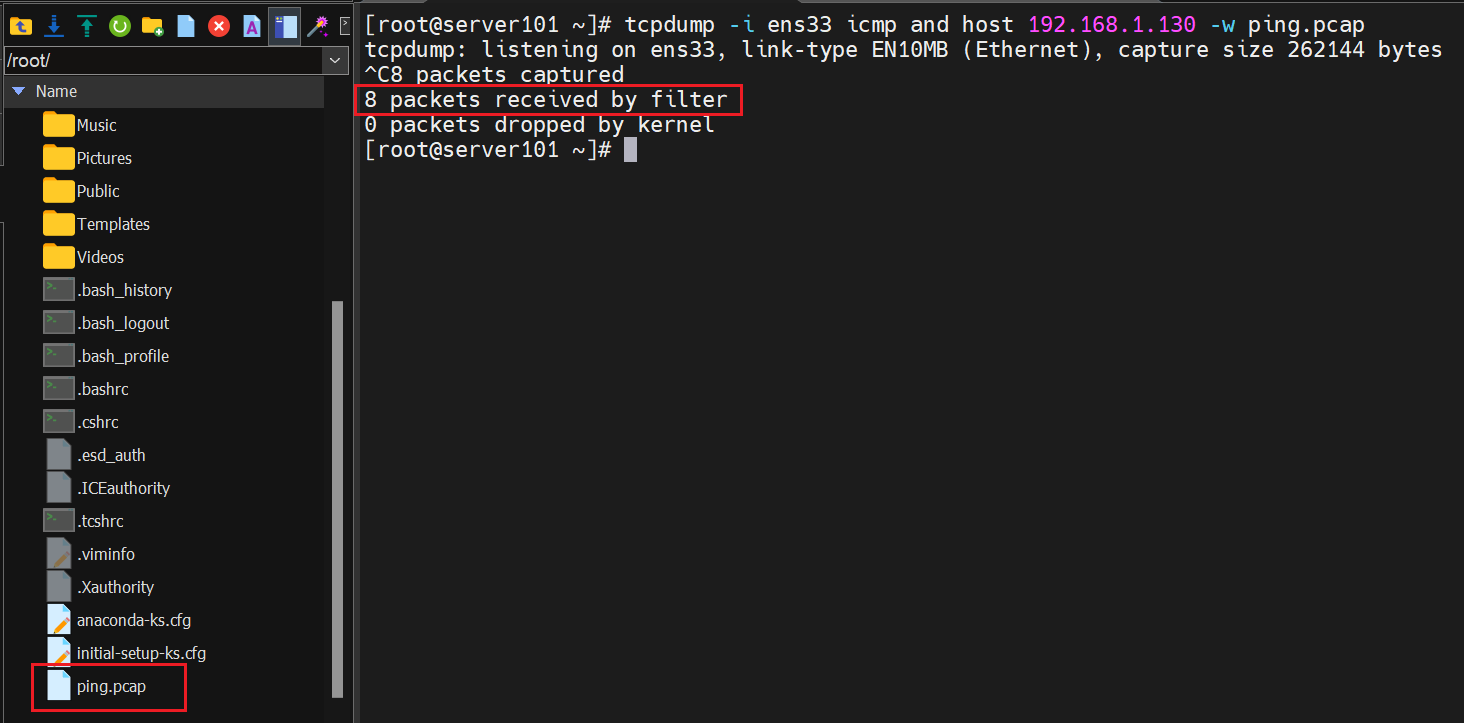 /root/
Name
Music
Pictures
Public
Templates
Videos
.bash_history
.bash_logout
.bash_profile
.bashrc
.cshrc
.esd_auth
.ICEauthority
.tcshrc
.viminfo
.Xauthority
anaconda-ks.cfg
initial-setup-ks.cfg
ping.pcap
[root@server101 ~]# tcpdump -i ens33 icmp and host 192.168.1.130 -w ping.pcap
tcpdump: listening on ens33, link-type EN10MB (Ethernet), capture size 262144 bytes
^C8 packets captured
8 packets received by filter
0 packets dropped by kernel
[root@server101 ~]#